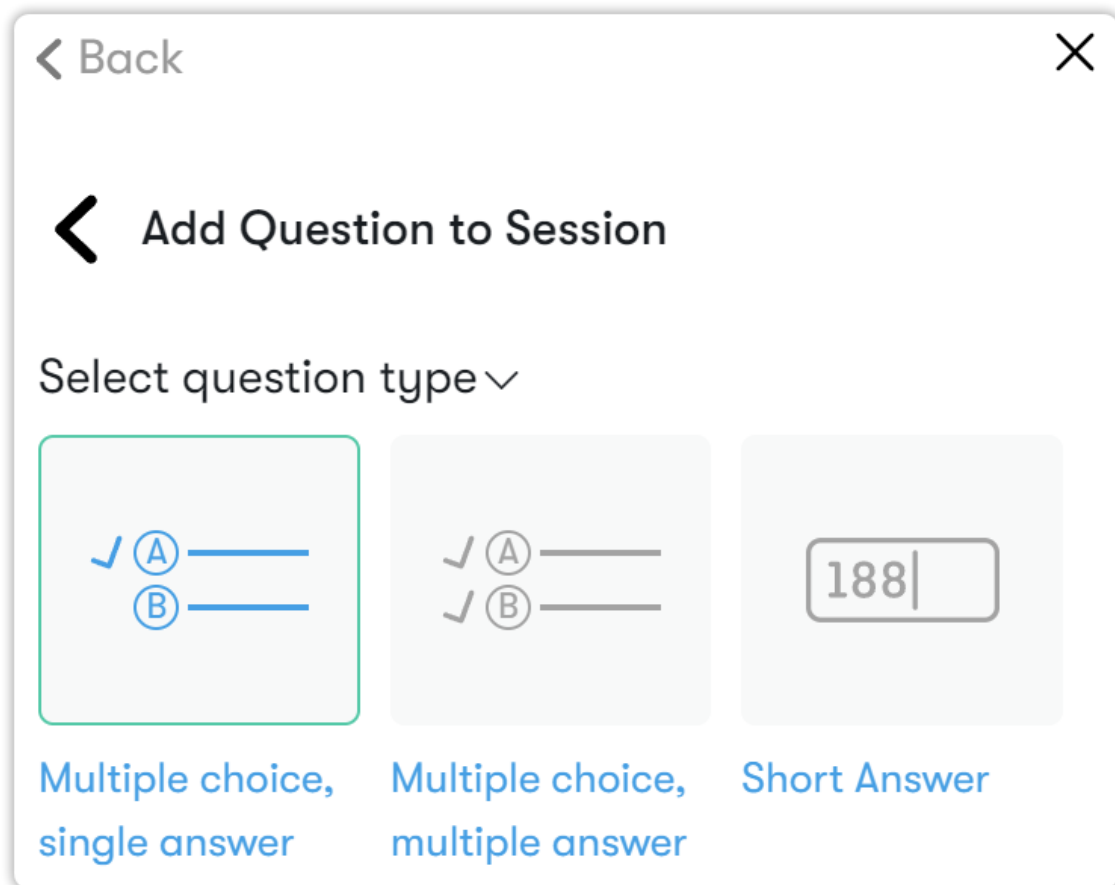 Back
Add Question to Session
Select question type
A
B
A
B
188
Multiple choice,
single answer
Multiple choice,
multiple answer
Short Answer